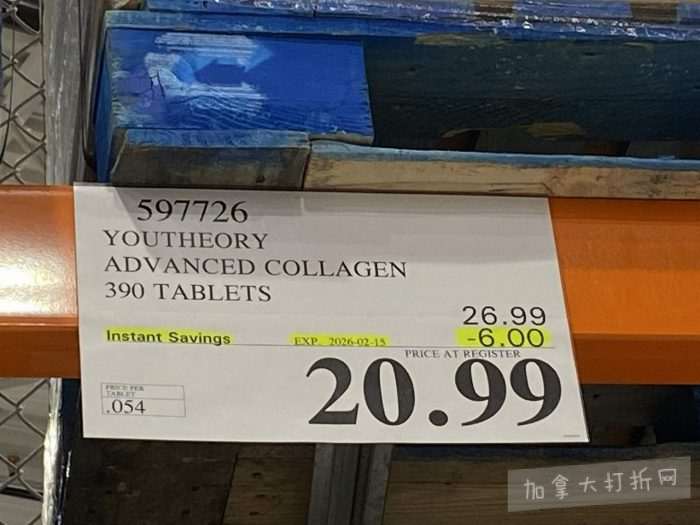 597726
YOUTHEORY
ADVANCED COLLAGEN
390 TABLETS
26.99
Instant Savings EXP. 2026-02-15 -6.00
PRICE AT REGISTER
20.99
PRICE PER
TABLET
.054
加拿大打折网